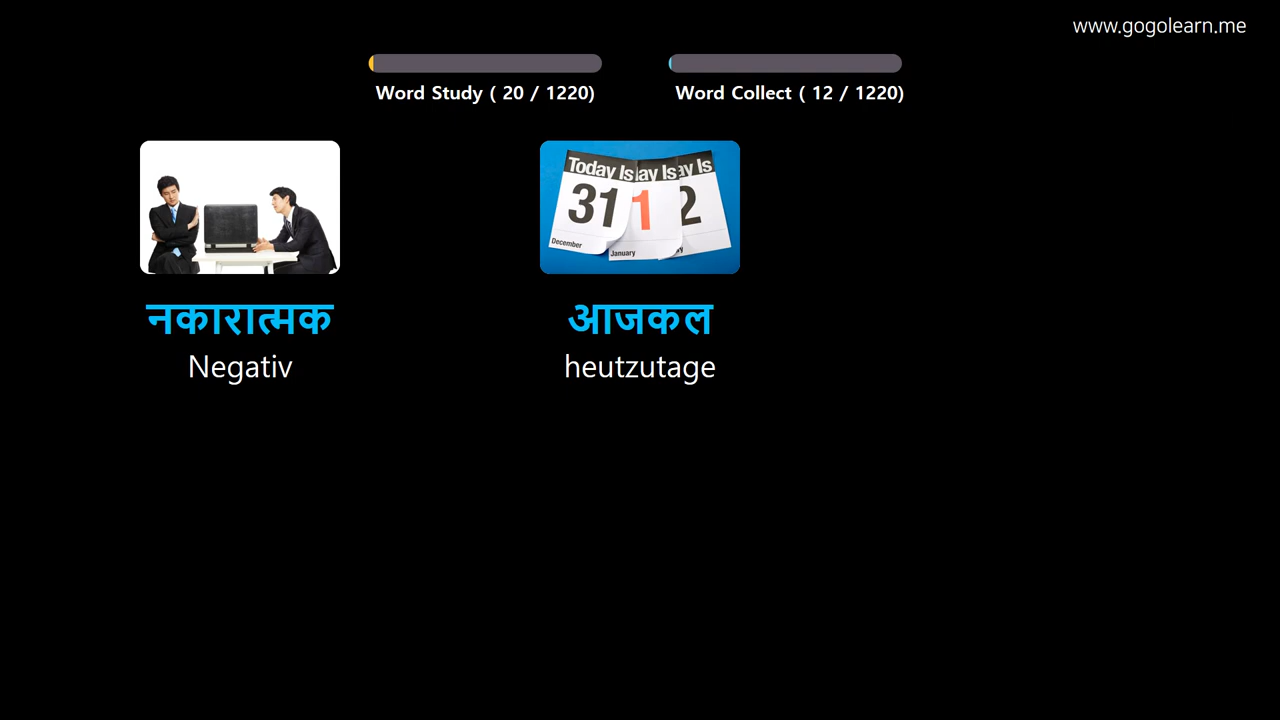 www.gogolearn.me
Word Study ( 20 / 1220)
Word Collect ( 12 / 1220)
Today Is
ay Is
ay Is
31
1
2
December
January
नकारात्मक
आजकल
Negativ
heutzutage